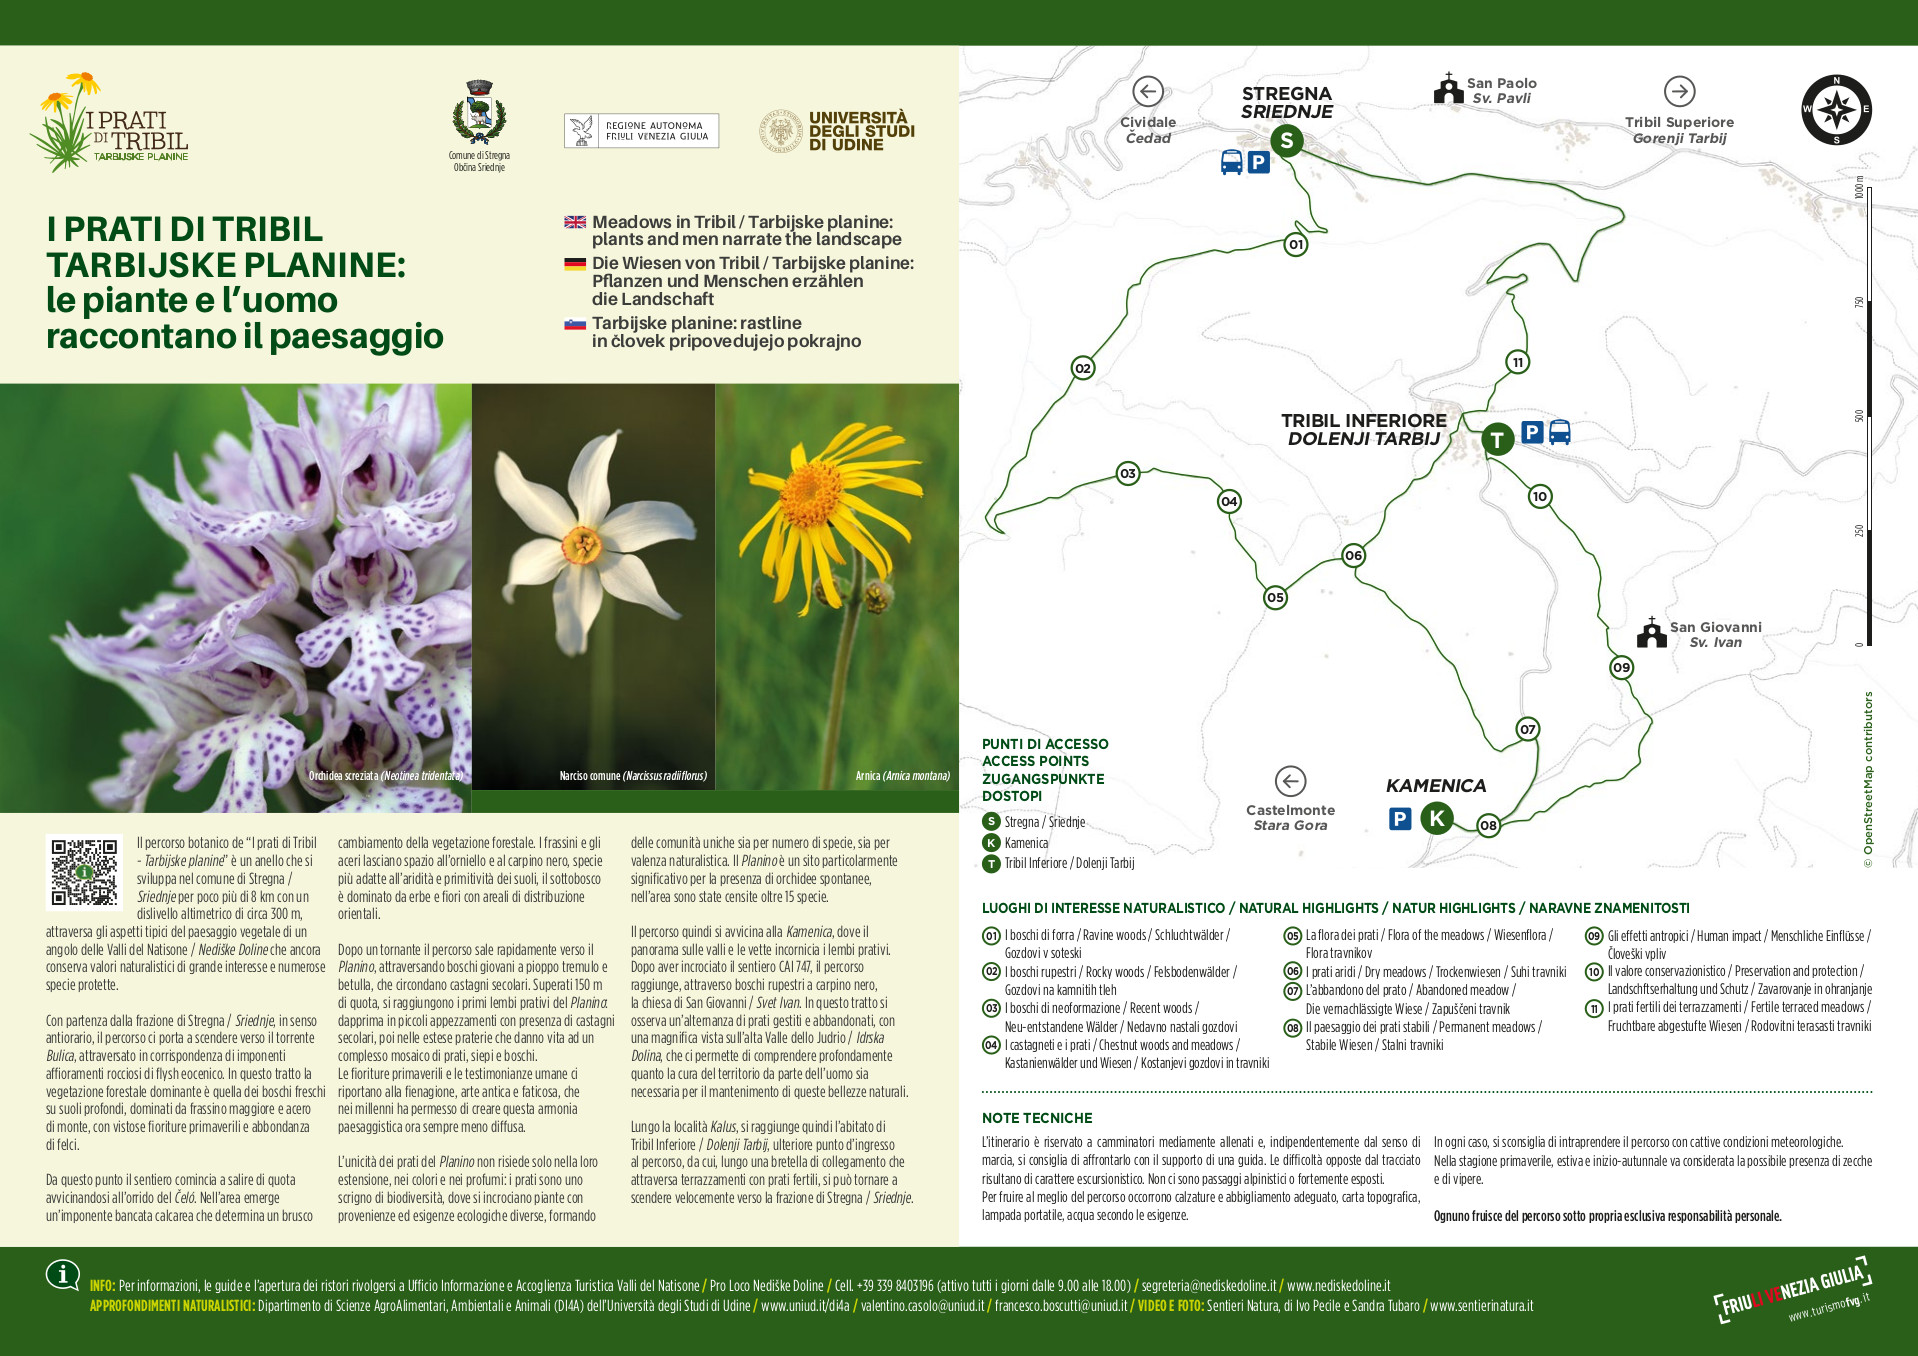 I PRATI
DI TRIBIL
TARBIJSKE PLANINE
Comune di Stregna
Občina Sriednje
REGIONE AUTONOMA
FRIULI VENEZIA GIULIA
UNIVERSITÀ
DEGLI STUDI
DI UDINE
I PRATI DI TRIBIL
TARBIJSKE PLANINE:
le piante e l'uomo
raccontano il paesaggio
Meadows in Tribil / Tarbijske planine:
plants and men narrate the landscape
Die Wiesen von Tribil / Tarbijske planine:
Pflanzen und Menschen erzählen
die Landschaft
Tarbijske planine: rastline
in človek pripovedujejo pokrajno
Orchidea screziata (Neotinea tridentata)
Narciso comune (Narcissus radiiflorus)
Arnica (Arnica montana)
Il percorso botanico de “I prati di Tribil
- Tarbijske planine” è un anello che si
sviluppa nel comune di Stregna /
Sriednje per poco più di 8 km con un
dislivello altimetrico di circa 300 m,
attraversa gli aspetti tipici del paesaggio vegetale di un
angolo delle Valli del Natisone / Nediške Doline che ancora
conserva valori naturalistici di grande interesse e numerose
specie protette.
Con partenza dalla frazione di Stregna / Sriednje, in senso
antiorario, il percorso ci porta a scendere verso il torrente
Bulica, attraversato in corrispondenza di imponenti
affioramenti rocciosi di flysh eocenico. In questo tratto la
vegetazione forestale dominante è quella dei boschi freschi
su suoli profondi, dominati da frassino maggiore e acero
di monte, con vistose fioriture primaverili e abbondanza
di felci.
Da questo punto il sentiero comincia a salire di quota
avvicinandosi all'orrido del Čeló. Nell'area emerge
un'imponente bancata calcarea che determina un brusco
cambiamento della vegetazione forestale. I frassini e gli
aceri lasciano spazio all'orniello e al carpino nero, specie
più adatte all'aridità e primitività dei suoli, il sottobosco
è dominato da erbe e fiori con areali di distribuzione
orientali.
Dopo un tornante il percorso sale rapidamente verso il
Planino, attraversando boschi giovani a pioppo tremulo e
betulla, che circondano castagni secolari. Superati 150 m
di quota, si raggiungono i primi lembi prativi del Planino:
dapprima in piccoli appezzamenti con presenza di castagni
secolari, poi nelle estese praterie che danno vita ad un
complesso mosaico di prati, siepi e boschi.
Le fioriture primaverili e le testimonianze umane ci
riportano alla fienagione, arte antica e faticosa, che
nei millenni ha permesso di creare questa armonia
paesaggistica ora sempre meno diffusa.
L'unicità dei prati del Planino non risiede solo nella loro
estensione, nei colori e nei profumi: i prati sono uno
scrigno di biodiversità, dove si incrociano piante con
provenienze ed esigenze ecologiche diverse, formando
delle comunità uniche sia per numero di specie, sia per
valenza naturalistica. Il Planino è un sito particolarmente
significativo per la presenza di orchidee spontanee,
nell'area sono state censite oltre 15 specie.
Il percorso quindi si avvicina alla Kamenica, dove il
panorama sulle valli e le vette incornicia i lembi prativi.
Dopo aver incrociato il sentiero CAI 747, il percorso
raggiunge, attraverso boschi rupestri a carpino nero,
la chiesa di San Giovanni / Svet Ivan. In questo tratto si
osserva un'alternanza di prati gestiti e abbandonati, con
una magnifica vista sull'alta Valle dello Judrio / Idrska
Dolina, che ci permette di comprendere profondamente
quanto la cura del territorio da parte dell'uomo sia
necessaria per il mantenimento di queste bellezze naturali.
Lungo la località Kalus, si raggiunge quindi l'abitato di
Tribil Inferiore / Dolenji Tarbij, ulteriore punto d'ingresso
al percorso, da cui, lungo una bretella di collegamento che
attraversa terrazzamenti con prati fertili, si può tornare a
scendere velocemente verso la frazione di Stregna / Sriednje.
Cividale
Čedad
STREGNA
SRIEDNJE
S
P
San Paolo
Sv. Pavli
Tribil Superiore
Gorenji Tarbij
N
W E
S
1000 m
750
500
250
0
01
02
03
04
05
06
07
08
09
10
11
TRIBIL INFERIORE
DOLENJI TARBIJ
T
P
San Giovanni
Sv. Ivan
Castelmonte
Stara Gora
KAMENICA
P
K
© OpenStreetMap contributors
PUNTI DI ACCESSO
ACCESS POINTS
ZUGANGSPUNKTE
DOSTOPI
S Stregna / Sriednje
K Kamenica
T Tribil Inferiore / Dolenji Tarbij
LUOGHI DI INTERESSE NATURALISTICO / NATURAL HIGHLIGHTS / NATUR HIGHLIGHTS / NARAVNE ZNAMENITOSTI
01 I boschi di forra / Ravine woods / Schluchtwälder /
Gozdovi v soteski
02 I boschi rupestri / Rocky woods / Felsbodenwälder /
Gozdovi na kamnitih tleh
03 I boschi di neoformazione / Recent woods /
Neu-entstandene Wälder / Nedavno nastali gozdovi
04 I castagneti e i prati / Chestnut woods and meadows /
Kastanienwälder und Wiesen / Kostanjevi gozdovi in travniki
05 La flora dei prati / Flora of the meadows / Wiesenflora /
Flora travnikov
06 I prati aridi / Dry meadows / Trockenwiesen / Suhi travniki
07 L'abbandono del prato / Abandoned meadow /
Die vernachlässigte Wiese / Zapuščeni travnik
08 Il paesaggio dei prati stabili / Permanent meadows /
Stabile Wiesen / Stalni travniki
09 Gli effetti antropici / Human impact / Menschliche Einflüsse /
Človeški vpliv
10 Il valore conservazionistico / Preservation and protection /
Landschftserhaltung und Schutz / Zavarovanje in ohranjanje
11 I prati fertili dei terrazzamenti / Fertile terraced meadows /
Fruchtbare abgestufte Wiesen / Rodovitni terasasti travniki
NOTE TECNICHE
L'itinerario è riservato a camminatori mediamente allenati e, indipendentemente dal senso di
marcia, si consiglia di affrontarlo con il supporto di una guida. Le difficoltà opposte dal tracciato
risultano di carattere escursionistico. Non ci sono passaggi alpinistici o fortemente esposti.
Per fruire al meglio del percorso occorrono calzature e abbigliamento adeguato, carta topografica,
lampada portatile, acqua secondo le esigenze.
In ogni caso, si sconsiglia di intraprendere il percorso con cattive condizioni meteorologiche.
Nella stagione primaverile, estiva e inizio-autunnale va considerata la possibile presenza di zecche
e di vipere.
Ognuno fruisce del percorso sotto propria esclusiva responsabilità personale.
INFO: Per informazioni, le guide e l'apertura dei ristori rivolgersi a Ufficio Informazione e Accoglienza Turistica Valli del Natisone / Pro Loco Nediške Doline / Cell. +39 339 8403196 (attivo tutti i giorni dalle 9.00 alle 18.00) / segreteria@nediskedoline.it / www.nediskedoline.it
APPROFONDIMENTI NATURALISTICI: Dipartimento di Scienze AgroAlimentari, Ambientali e Animali (DI4A) dell'Università degli Studi di Udine / www.uniud.it/di4a / valentino.casolo@uniud.it / francesco.boscutti@uniud.it / VIDEO E FOTO: Sentieri Natura, di Ivo Pecile e Sandra Tubaro / www.sentierinatura.it
FRIULI VENEZIA GIULIA
www.turismofvg.it